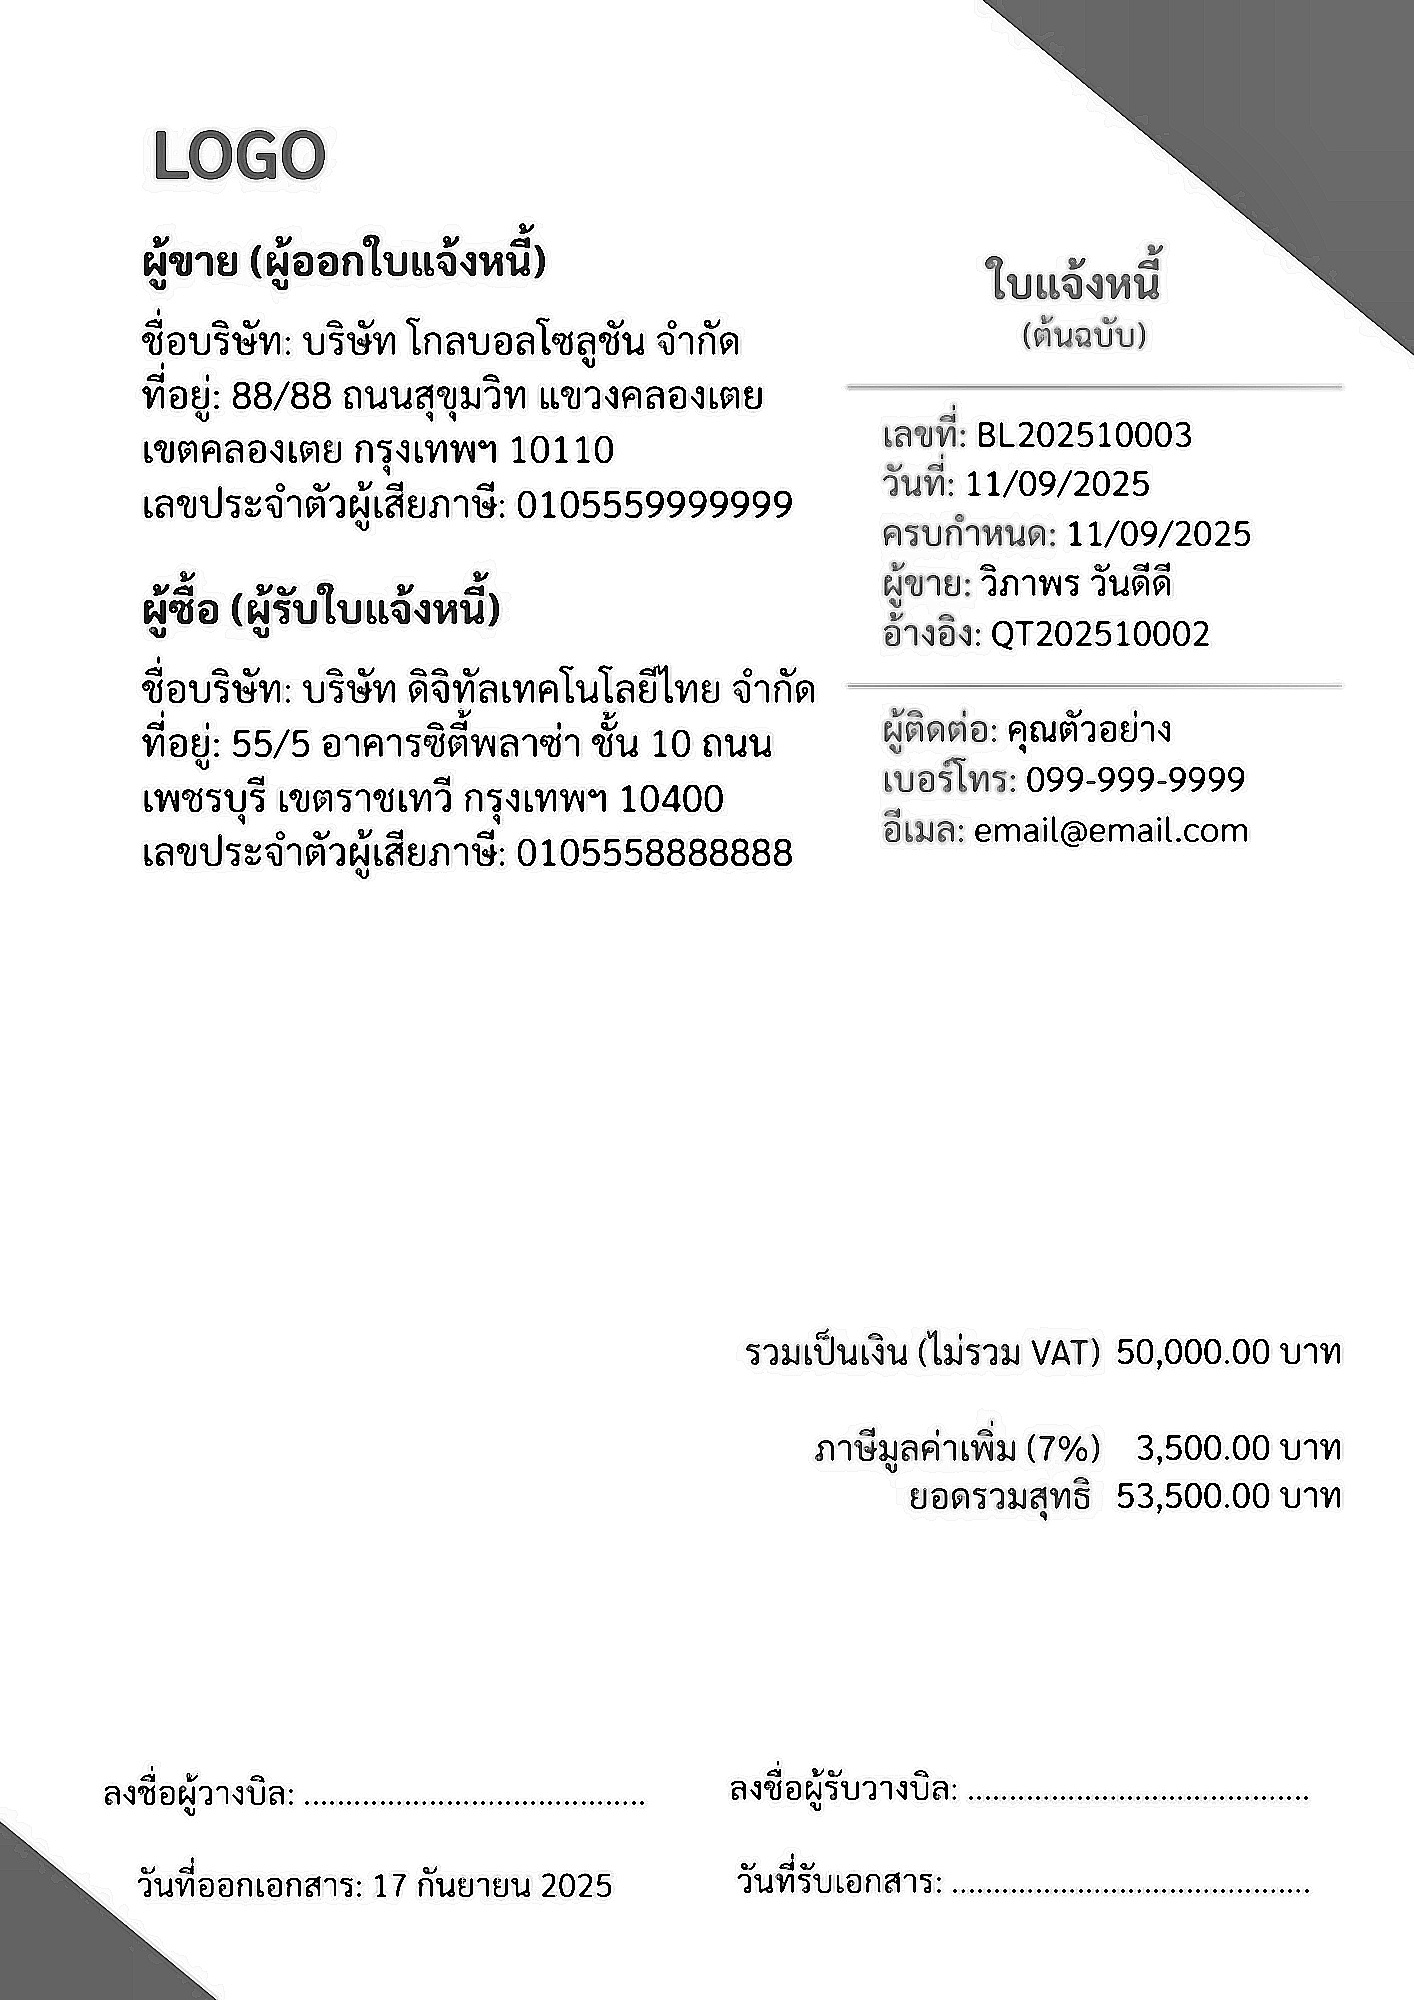 LOGO
ผู้ขาย (ผู้ออกใบแจ้งหนี้)
ชื่อบริษัท: บริษัท โกลบอลโซลูชัน จำกัด
ที่อยู่: 88/88 ถนนสุขุมวิท แขวงคลองเตย
เขตคลองเตย กรุงเทพฯ 10110
เลขประจำตัวผู้เสียภาษี: 0105559999999
ผู้ซื้อ (ผู้รับใบแจ้งหนี้)
ชื่อบริษัท: บริษัท ดิจิทัลเทคโนโลยีไทย จำกัด
ที่อยู่: 55/5 อาคารซิตี้พลาซ่า ชั้น 10 ถนน
เพชรบุรี เขตราชเทวี กรุงเทพฯ 10400
เลขประจำตัวผู้เสียภาษี: 0105558888888
ใบแจ้งหนี้
(ต้นฉบับ)
เลขที่: BL202510003
วันที่: 11/09/2025
ครบกำหนด: 11/09/2025
ผู้ขาย: วิภาพร วันดีดี
อ้างอิง: QT202510002
ผู้ติดต่อ: คุณตัวอย่าง
เบอร์โทร: 099-999-9999
อีเมล: email@email.com
รวมเป็นเงิน (ไม่รวม VAT) 50,000.00 บาท
ภาษีมูลค่าเพิ่ม (7%) 3,500.00 บาท
ยอดรวมสุทธิ 53,500.00 บาท
ลงชื่อผู้วางบิล: ........................................
ลงชื่อผู้รับวางบิล: ........................................
วันที่ออกเอกสาร: 17 กันยายน 2025
วันที่รับเอกสาร: ..........................................